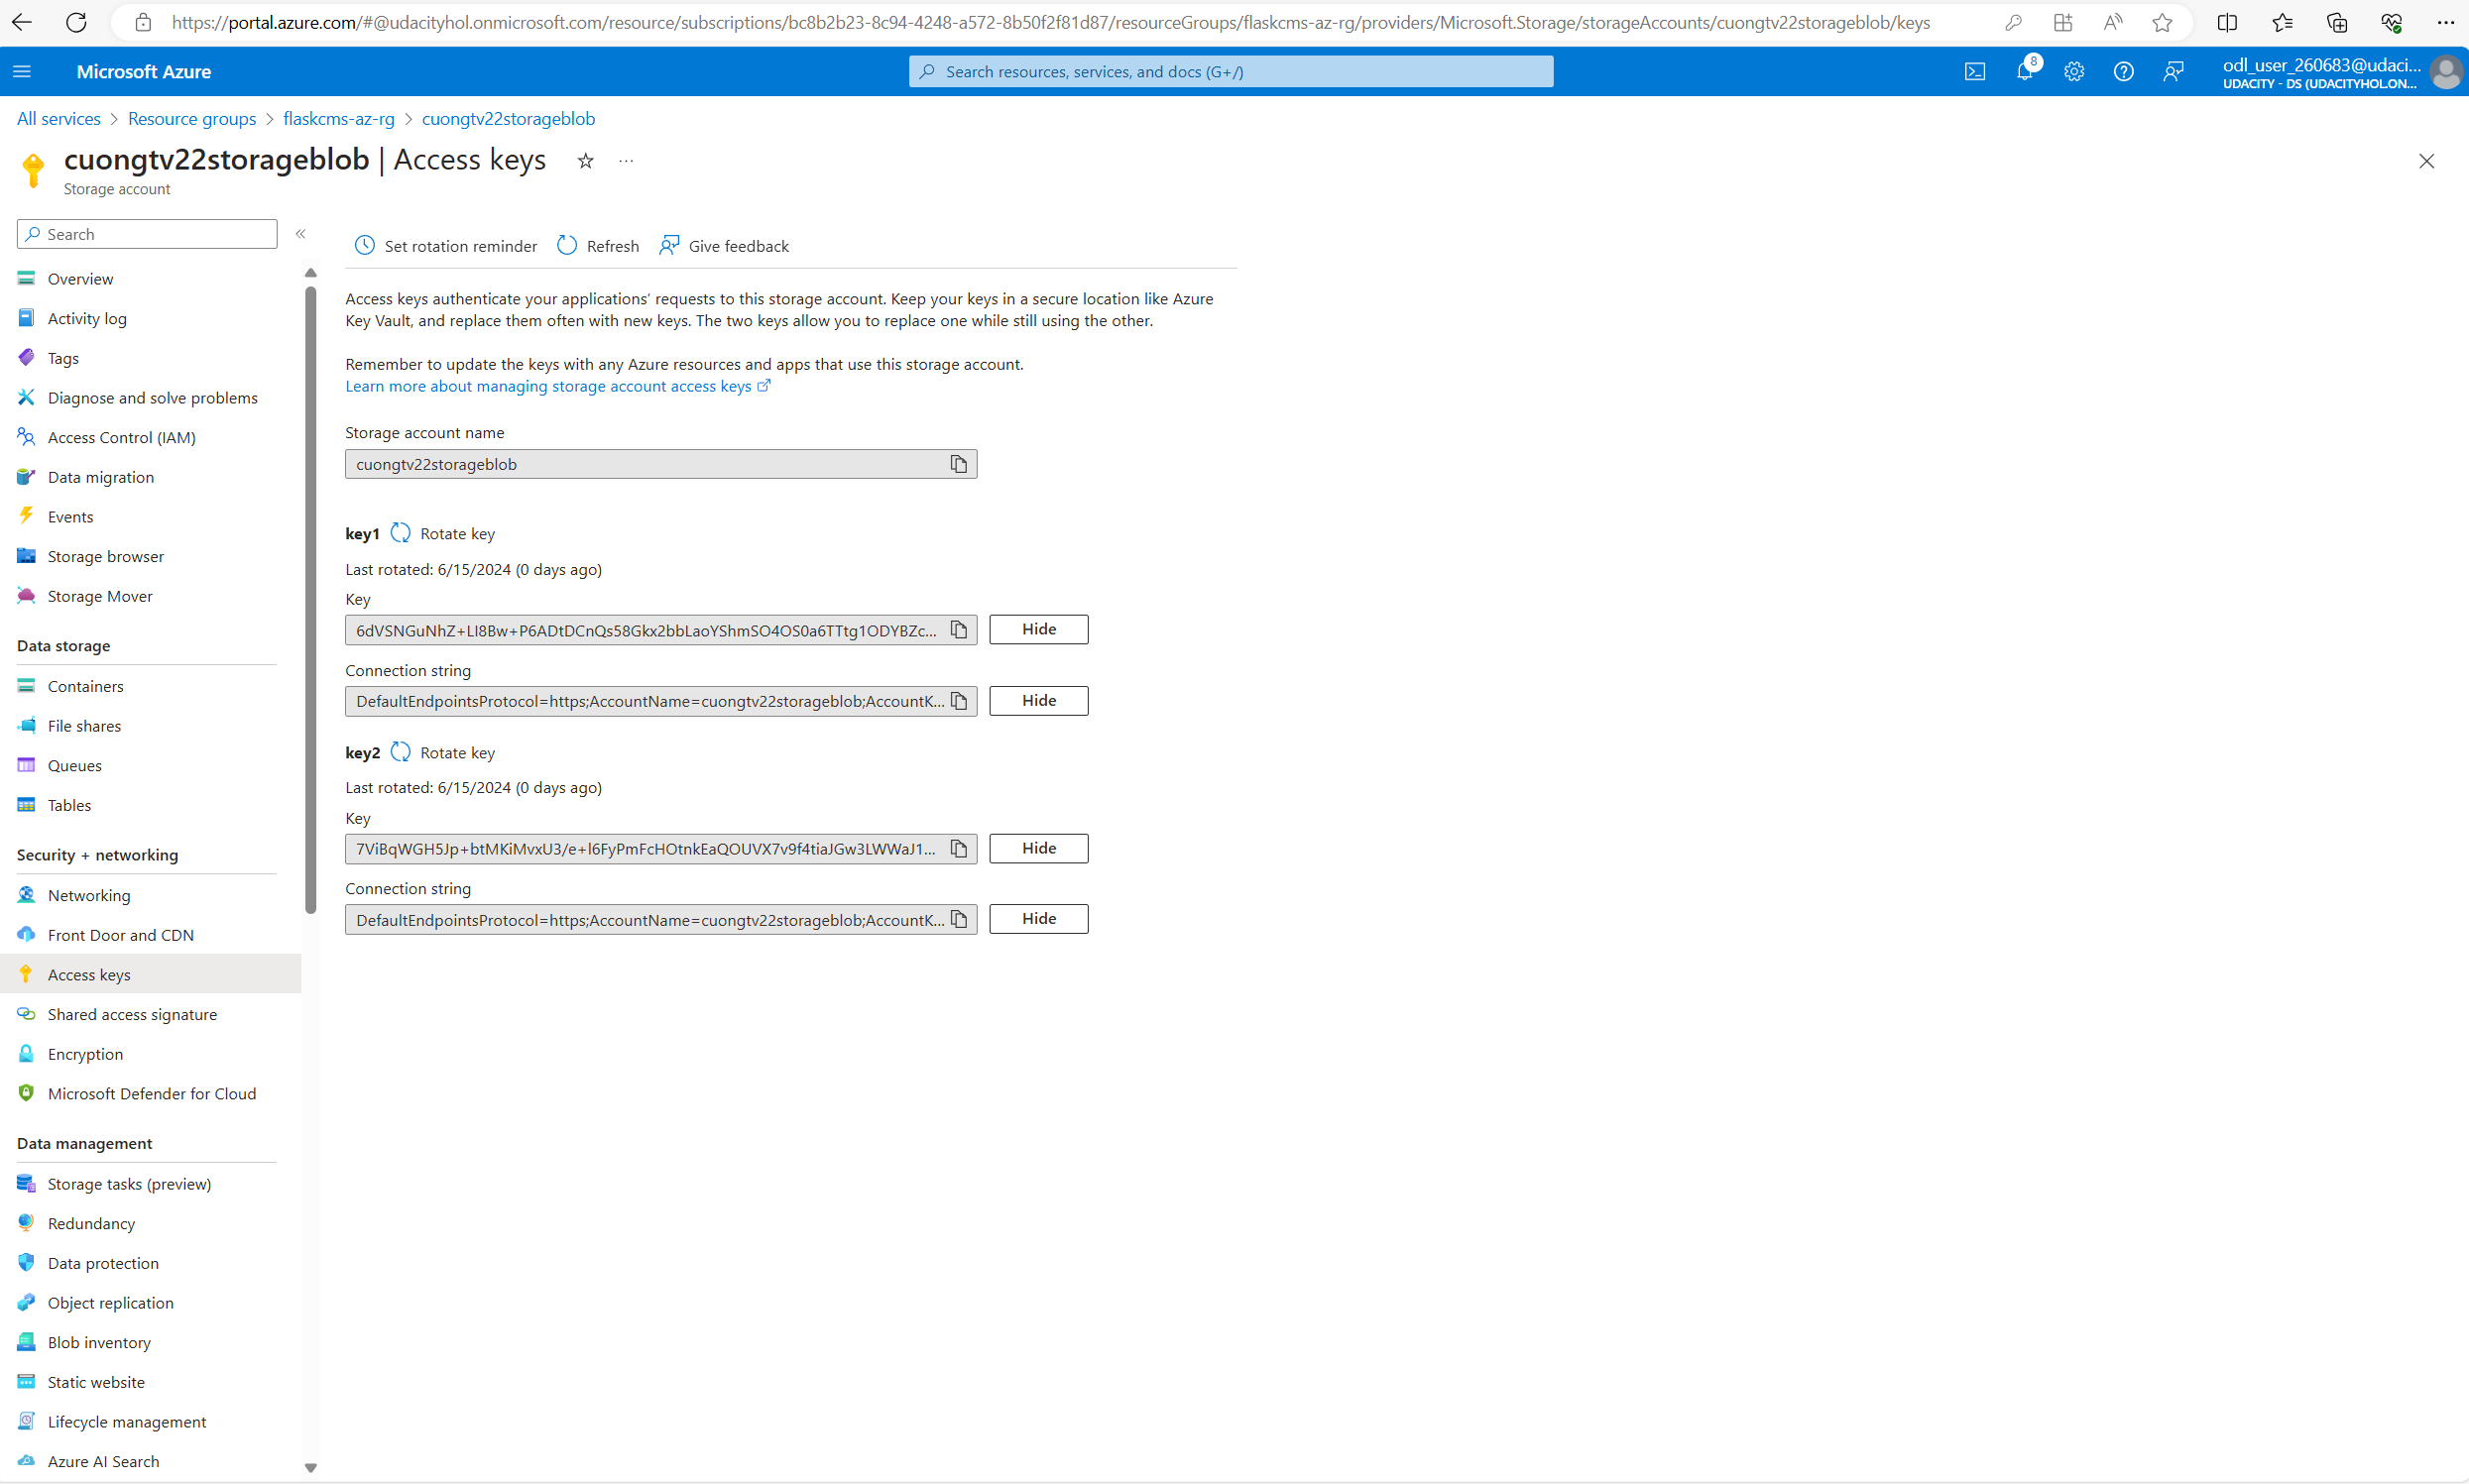 https://portal.azure.com/#@udacityhol.onmicrosoft.com/resource/subscriptions/bc8b2b23-8c94-4248-a572-8b50f2f81d87/resourceGroups/flaskcms-az-rg/providers/Microsoft.Storage/storageAccounts/cuongtv22storageblob/keys
Microsoft Azure
Search resources, services, and docs (G+/)
8
odl_user_260683@udaci...
UDACITY - DS (UDACITYHOL.ON...
All services > Resource groups > flaskcms-az-rg > cuongtv22storageblob
cuongtv22storageblob | Access keys
Storage account
Search
Overview
Activity log
Tags
Diagnose and solve problems
Access Control (IAM)
Data migration
Events
Storage browser
Storage Mover
Data storage
Containers
File shares
Queues
Tables
Security + networking
Networking
Front Door and CDN
Access keys
Shared access signature
Encryption
Microsoft Defender for Cloud
Data management
Storage tasks (preview)
Redundancy
Data protection
Object replication
Blob inventory
Static website
Lifecycle management
Azure AI Search
Set rotation reminder
Refresh
Give feedback
Access keys authenticate your applications' requests to this storage account. Keep your keys in a secure location like Azure
Key Vault, and replace them often with new keys. The two keys allow you to replace one while still using the other.
Remember to update the keys with any Azure resources and apps that use this storage account.
Learn more about managing storage account access keys
Storage account name
cuongtv22storageblob
key1 Rotate key
Last rotated: 6/15/2024 (0 days ago)
Key
6dVSNGuNhZ+LI8Bw+P6ADtDCnQs58Gkx2bbLaoYShmSO4OS0a6TTtg1ODYBZc...
Hide
Connection string
DefaultEndpointsProtocol=https;AccountName=cuongtv22storageblob;AccountK...
Hide
key2 Rotate key
Last rotated: 6/15/2024 (0 days ago)
Key
7ViBqWGH5Jp+btMKiMvxU3/e+l6FyPmFcHOtnkEaQOUVX7v9f4tiaJGw3LWWaJ1...
Hide
Connection string
DefaultEndpointsProtocol=https;AccountName=cuongtv22storageblob;AccountK...
Hide